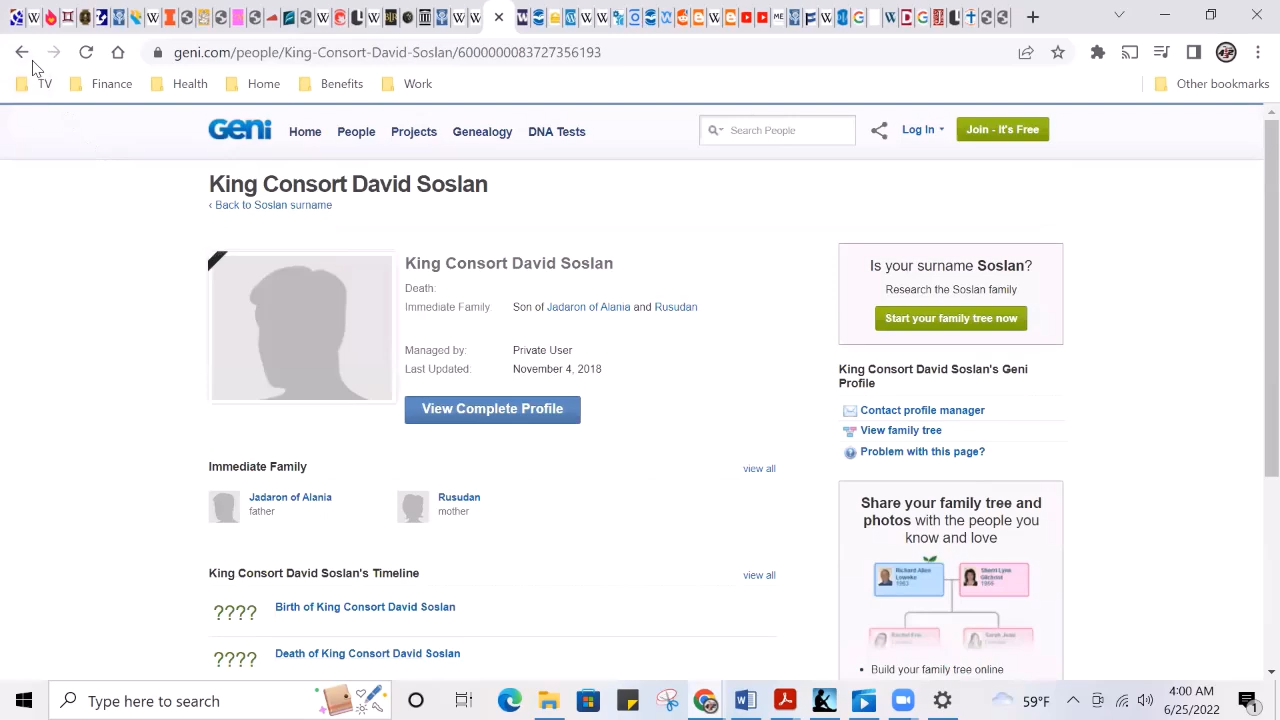 geni.com/people/King-Consort-David-Soslan/6000000083727356193
TV Finance Health Home Benefits Work Other bookmarks
Geni Home People Projects Genealogy DNA Tests Search People Log In Join - It's Free
King Consort David Soslan
‹ Back to Soslan surname
King Consort David Soslan
Death:
Immediate Family: Son of Jadaron of Alania and Rusudan
Managed by: Private User
Last Updated: November 4, 2018
View Complete Profile
Immediate Family view all
Jadaron of Alania
father
Rusudan
mother
King Consort David Soslan's Timeline view all
???? Birth of King Consort David Soslan
???? Death of King Consort David Soslan
Is your surname Soslan?
Research the Soslan family
Start your family tree now
King Consort David Soslan's Geni
Profile
Contact profile manager
View family tree
Problem with this page?
Share your family tree and
photos with the people you
know and love
• Build your family tree online
Type here to search
59°F
4:00 AM
6/25/2022